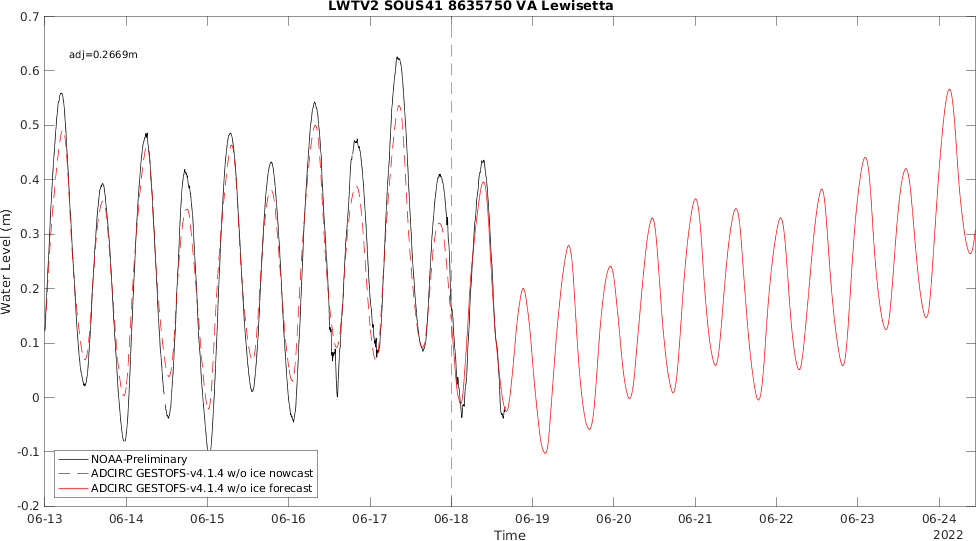 LWTV2 SOUS41 8635750 VA Lewisetta
0.7
0.6
0.5
0.4
0.3
0.2
0.1
0
-0.1
-0.2
Water Level (m)
adj=0.2669m
NOAA-Preliminary
ADCIRC GESTOFS-v4.1.4 w/o ice nowcast
ADCIRC GESTOFS-v4.1.4 w/o ice forecast
06-13 06-14 06-15 06-16 06-17 06-18 06-19 06-20 06-21 06-22 06-23 06-24
Time
2022